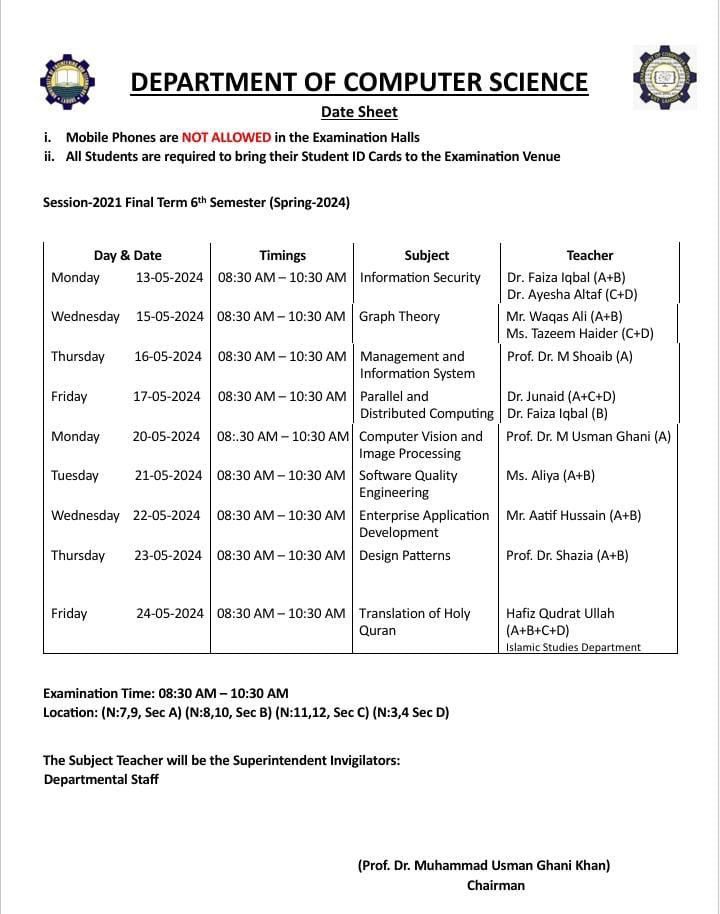 DEPARTMENT OF COMPUTER SCIENCE
Date Sheet
i. Mobile Phones are NOT ALLOWED in the Examination Halls
ii. All Students are required to bring their Student ID Cards to the Examination Venue
Session-2021 Final Term 6th Semester (Spring-2024)
Day & Date Timings Subject Teacher
Monday 13-05-2024 08:30 AM – 10:30 AM Information Security Dr. Faiza Iqbal (A+B)
Dr. Ayesha Altaf (C+D)
Wednesday 15-05-2024 08:30 AM – 10:30 AM Graph Theory Mr. Waqas Ali (A+B)
Ms. Tazeem Haider (C+D)
Thursday 16-05-2024 08:30 AM – 10:30 AM Management and Prof. Dr. M Shoaib (A)
Information System
Friday 17-05-2024 08:30 AM – 10:30 AM Parallel and Dr. Junaid (A+C+D)
Distributed Computing Dr. Faiza Iqbal (B)
Monday 20-05-2024 08:.30 AM – 10:30 AM Computer Vision and Prof. Dr. M Usman Ghani (A)
Image Processing
Tuesday 21-05-2024 08:30 AM – 10:30 AM Software Quality Ms. Aliya (A+B)
Engineering
Wednesday 22-05-2024 08:30 AM – 10:30 AM Enterprise Application Mr. Aatif Hussain (A+B)
Development
Thursday 23-05-2024 08:30 AM – 10:30 AM Design Patterns Prof. Dr. Shazia (A+B)
Friday 24-05-2024 08:30 AM – 10:30 AM Translation of Holy Hafiz Qudrat Ullah
Quran (A+B+C+D)
Islamic Studies Department
Examination Time: 08:30 AM – 10:30 AM
Location: (N:7,9, Sec A) (N:8,10, Sec B) (N:11,12, Sec C) (N:3,4 Sec D)
The Subject Teacher will be the Superintendent Invigilators:
Departmental Staff
(Prof. Dr. Muhammad Usman Ghani Khan)
Chairman